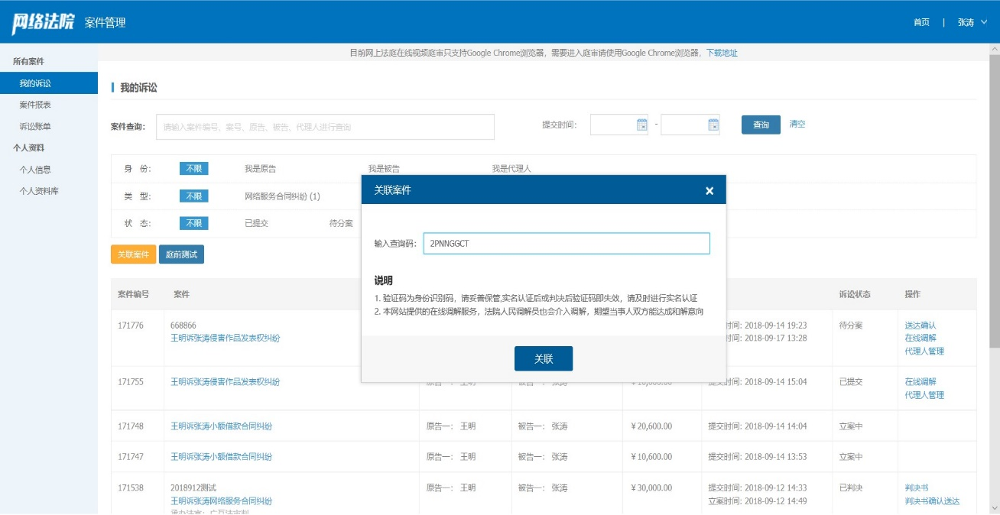 网络法院 案件管理
首页 | 张涛
目前网上法庭在线视频庭审只支持Google Chrome浏览器，需要进入庭审请使用Google Chrome浏览器，下载地址
所有案件
我的诉讼
案件报表
诉讼账单
个人资料
个人信息
个人资料库
我的诉讼
案件查询： 请输入案件编号、案号、原告、被告、代理人进行查询 提交时间： - 查询 清空
身 份： 不限 我是原告 我是被告 我是代理人
类 型： 不限 网络服务合同纠纷 (1)
状 态： 不限 已提交 待分案
关联案件 庭前测试
关联案件
输入查询码： 2PNNGGCT
说明
1. 验证码为身份识别码，请妥善保管,实名认证后或判决后验证码即失效，请及时进行实名认证
2. 本网站提供的在线调解服务，法院人民调解员也会介入调解，期望当事人双方能达成和解意向
关联
案件编号 案件 诉讼状态 操作
171776 668866 时间: 2018-09-14 19:23 待分案 送达确认
王明诉张涛侵害作品发表权纠纷 时间: 2018-09-17 13:28 在线调解
代理人管理
171755 王明诉张涛侵害作品发表权纠纷 原告一： 王明 被告一： 张涛 ￥10,000.00 提交时间: 2018-09-14 15:04 已提交 在线调解
代理人管理
171748 王明诉张涛小额借款合同纠纷 原告一： 王明 被告一： 张涛 ￥20,600.00 提交时间: 2018-09-14 14:04 立案中
171747 王明诉张涛小额借款合同纠纷 原告一： 王明 被告一： 张涛 ￥10,600.00 提交时间: 2018-09-14 13:53 立案中
171538 2018912测试 原告一： 王明 被告一： 张涛 ￥30,000.00 提交时间: 2018-09-12 14:33 已判决 判决书
王明诉张涛网络服务合同纠纷 立案时间: 2018-09-12 14:49 判决书确认送达